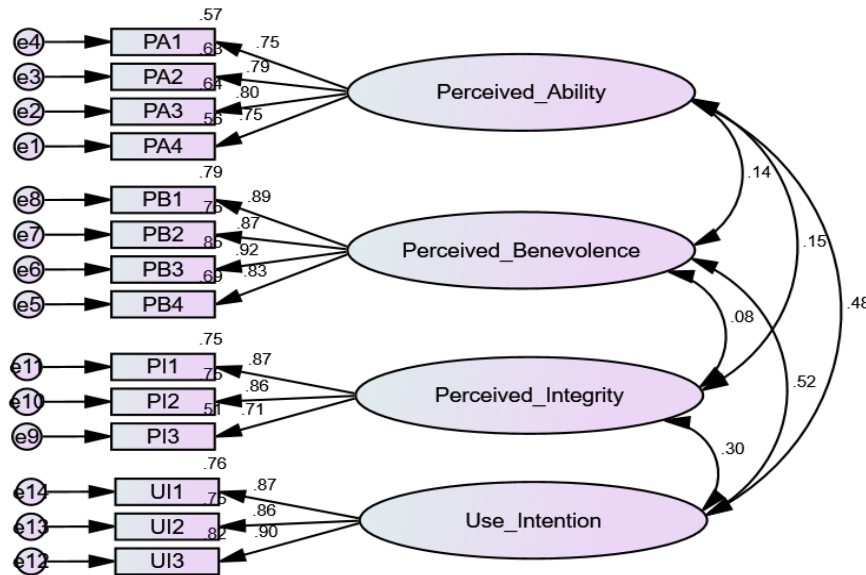 .57
e4 PA1 .75
.63
e3 PA2 .79
.64
e2 PA3 .80
.56
e1 PA4 .75
Perceived_Ability
.14
.79
e8 PB1 .89
.75
e7 PB2 .87
.85
e6 PB3 .92
.69
e5 PB4 .83
Perceived_Benevolence
.15
.48
.08
.75
e11 PI1 .87
.75
e10 PI2 .86
.51
e9 PI3 .71
Perceived_Integrity
.52
.30
.76
e14 UI1 .87
.75
e13 UI2 .86
.82
e12 UI3 .90
Use_Intention